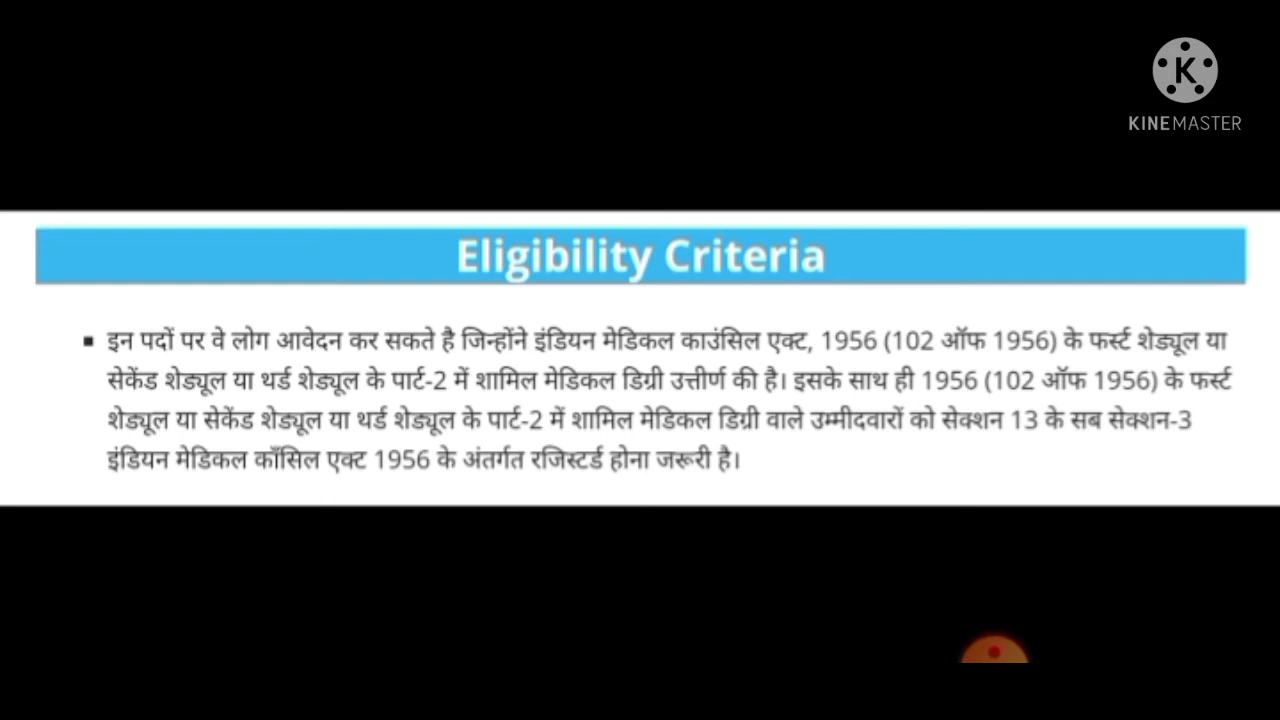 K
KINEMASTER
Eligibility Criteria
▪ इन पदों पर वे लोग आवेदन कर सकते है जिन्होंने इंडियन मेडिकल काउंसिल एक्ट, 1956 (102 ऑफ 1956) के फर्स्ट शेड्यूल या
सेकेंड शेड्यूल या थर्ड शेड्यूल के पार्ट-2 में शामिल मेडिकल डिग्री उत्तीर्ण की है। इसके साथ ही 1956 (102 ऑफ 1956) के फर्स्ट
शेड्यूल या सेकेंड शेड्यूल या थर्ड शेड्यूल के पार्ट-2 में शामिल मेडिकल डिग्री वाले उम्मीदवारों को सेक्शन 13 के सब सेक्शन-3
इंडियन मेडिकल कौंसिल एक्ट 1956 के अंतर्गत रजिस्टर्ड होना जरूरी है।